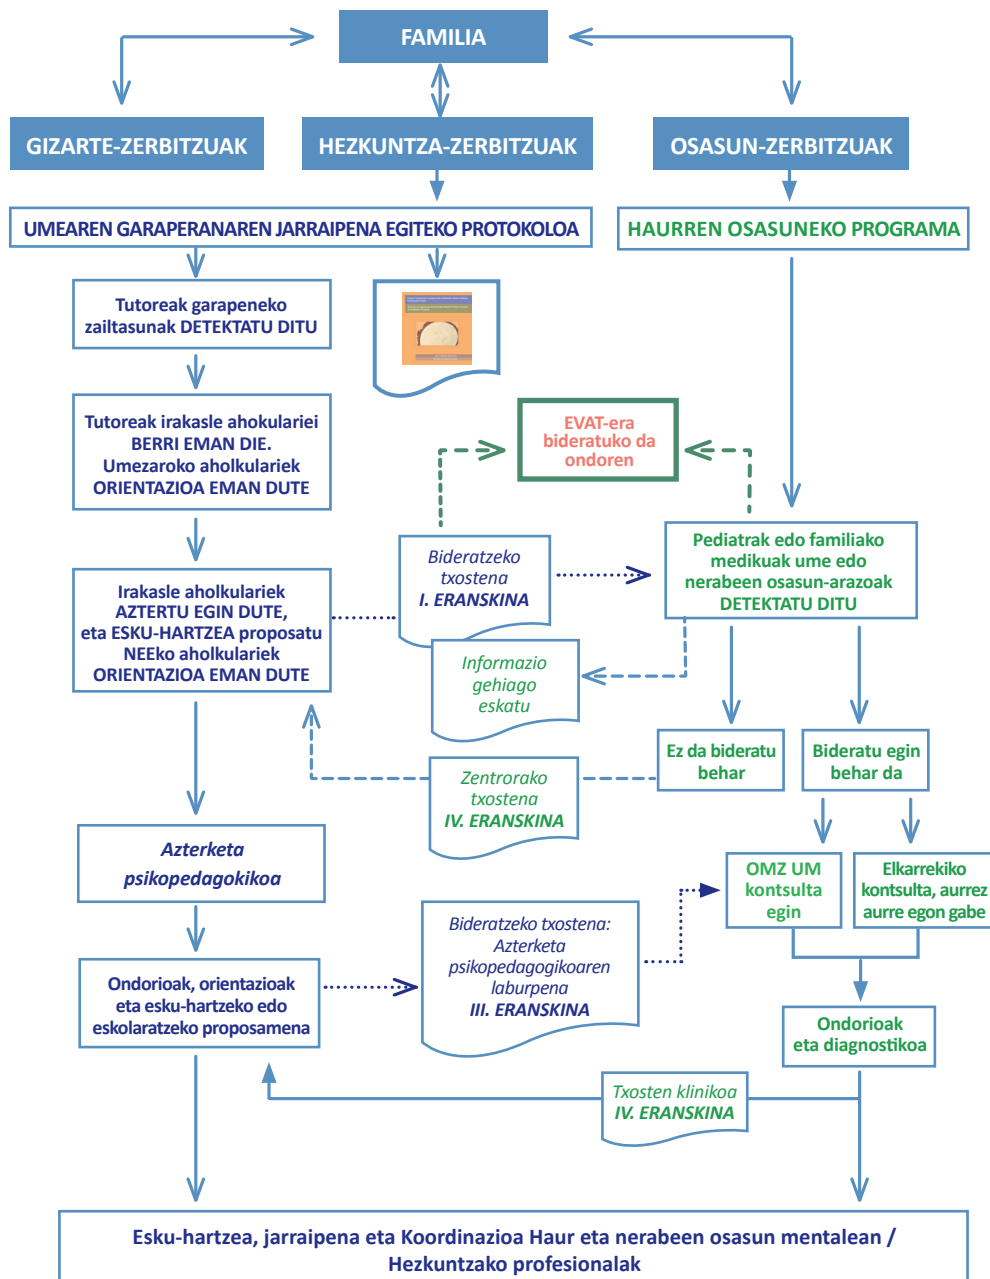 FAMILIA
GIZARTE-ZERBITZUAK
HEZKUNTZA-ZERBITZUAK
OSASUN-ZERBITZUAK
UMEAREN GARAPERANAREN JARRAIPENA EGITEKO PROTOKOLOA
HAURREN OSASUNEKO PROGRAMA
Tutoreak garapeneko
zailtasunak DETEKTATU DITU
Tutoreak irakasle ahokulariei
BERRI EMAN DIE.
Umezaroko aholkulariek
ORIENTAZIOA EMAN DUTE
EVAT-era
bideratuko da
ondoren
Irakasle aholkulariek
AZTERTU EGIN DUTE,
eta ESKU-HARTZEA proposatu
NEEko aholkulariek
ORIENTAZIOA EMAN DUTE
Bideratzeko
txostena
I. ERANSKINA
Pediatrak edo familiako
medikuak ume edo
nerabeen osasun-arazoak
DETEKTATU DITU
Informazio
gehiago
eskatu
Ez da bideratu
behar
Bideratu egin
behar da
Zentrorako
txostena
IV. ERANSKINA
Azterketa
psikopedagokikoa
OMZ UM
kontsulta
egin
Elkarrekiko
kontsulta, aurrez
aurre egon gabe
Bideratzeko txostena:
Azterketa
psikopedagogikoaren
laburpena
III. ERANSKINA
Ondorioak, orientazioak
eta esku-hartzeko edo
eskolaratzeko proposamena
Ondorioak
eta diagnostikoa
Txosten klinikoa
IV. ERANSKINA
Esku-hartzea, jarraipena eta Koordinazioa Haur eta nerabeen osasun mentalean /
Hezkuntzako profesionalak